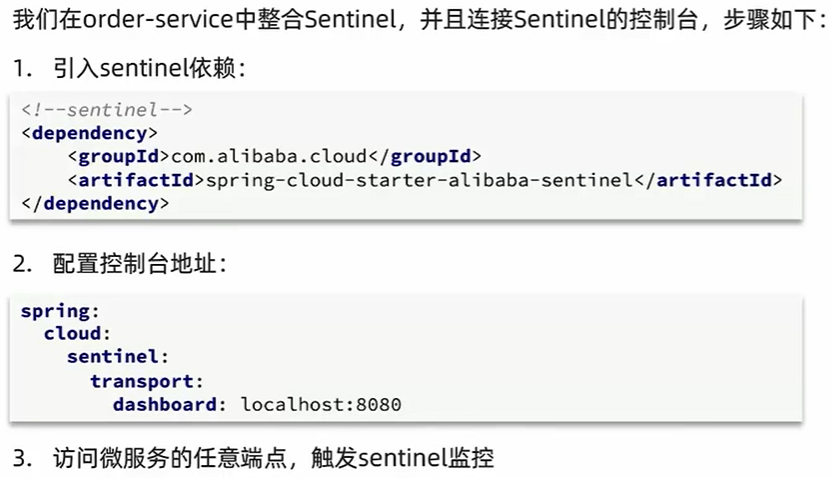 我们在order-service中整合Sentinel，并且连接Sentinel的控制台，步骤如下：
1. 引入sentinel依赖：
<!--sentinel-->
<dependency>
    <groupId>com.alibaba.cloud</groupId>
    <artifactId>spring-cloud-starter-alibaba-sentinel</artifactId>
</dependency>
2. 配置控制台地址：
spring:
  cloud:
    sentinel:
      transport:
        dashboard: localhost:8080
3. 访问微服务的任意端点，触发sentinel监控